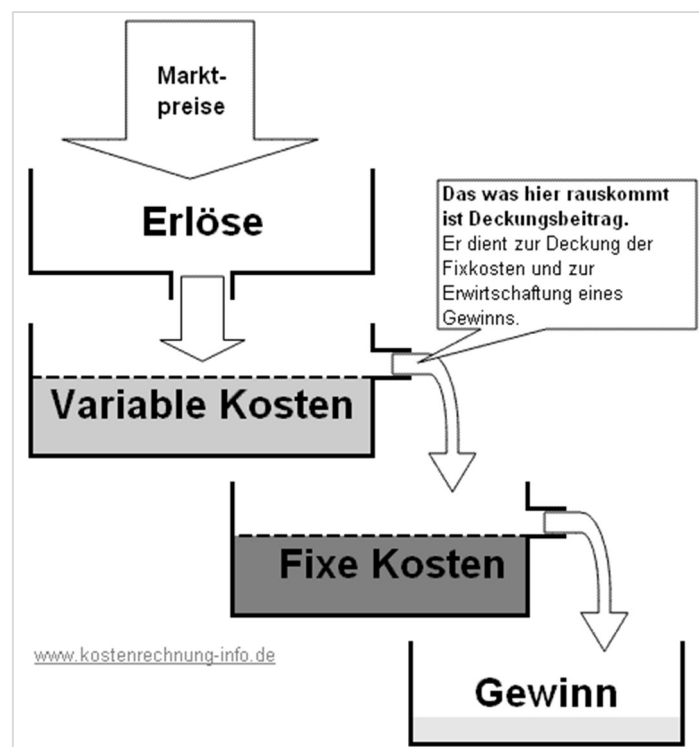 Markt-
preise
Erlöse
Das was hier rauskommt
ist Deckungsbeitrag.
Er dient zur Deckung der
Fixkosten und zur
Erwirtschaftung eines
Gewinns.
Variable Kosten
Fixe Kosten
www.kostenrechnung-info.de
Gewinn